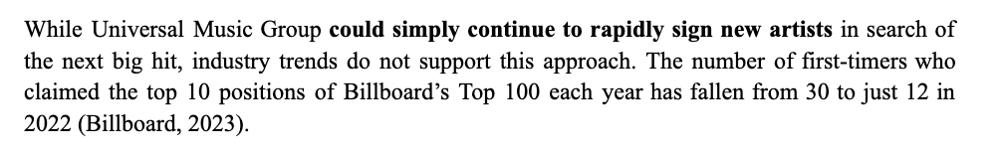 While Universal Music Group could simply continue to rapidly sign new artists in search of
the next big hit, industry trends do not support this approach. The number of first-timers who
claimed the top 10 positions of Billboard’s Top 100 each year has fallen from 30 to just 12 in
2022 (Billboard, 2023).